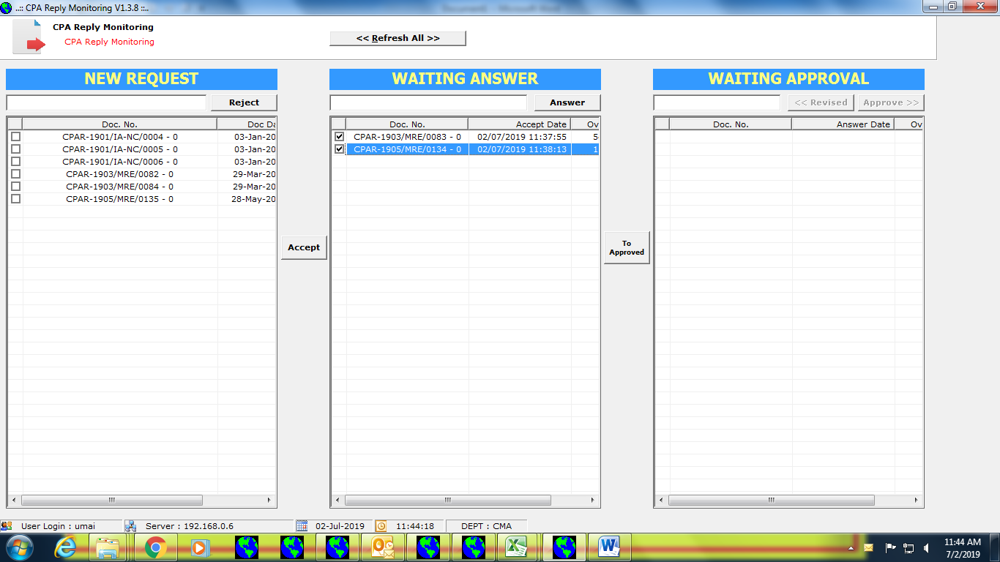 ..:: CPA Reply Monitoring V1.3.8 ::..
CPA Reply Monitoring
CPA Reply Monitoring
<< Refresh All >>
NEW REQUEST
Reject
Doc. No. Doc Da
CPAR-1901/IA-NC/0004 - 0 03-Jan-20
CPAR-1901/IA-NC/0005 - 0 03-Jan-20
CPAR-1901/IA-NC/0006 - 0 03-Jan-20
CPAR-1903/MRE/0082 - 0 29-Mar-20
CPAR-1903/MRE/0084 - 0 29-Mar-20
CPAR-1905/MRE/0135 - 0 28-May-20
Accept
WAITING ANSWER
Answer
Doc. No. Accept Date Ov
CPAR-1903/MRE/0083 - 0 02/07/2019 11:37:55 5
CPAR-1905/MRE/0134 - 0 02/07/2019 11:38:13 1
To
Approved
WAITING APPROVAL
<< Revised Approve >>
Doc. No. Answer Date Ov
User Login : umai Server : 192.168.0.6 02-Jul-2019 11:44:18 DEPT : CMA
11:44 AM
7/2/2019